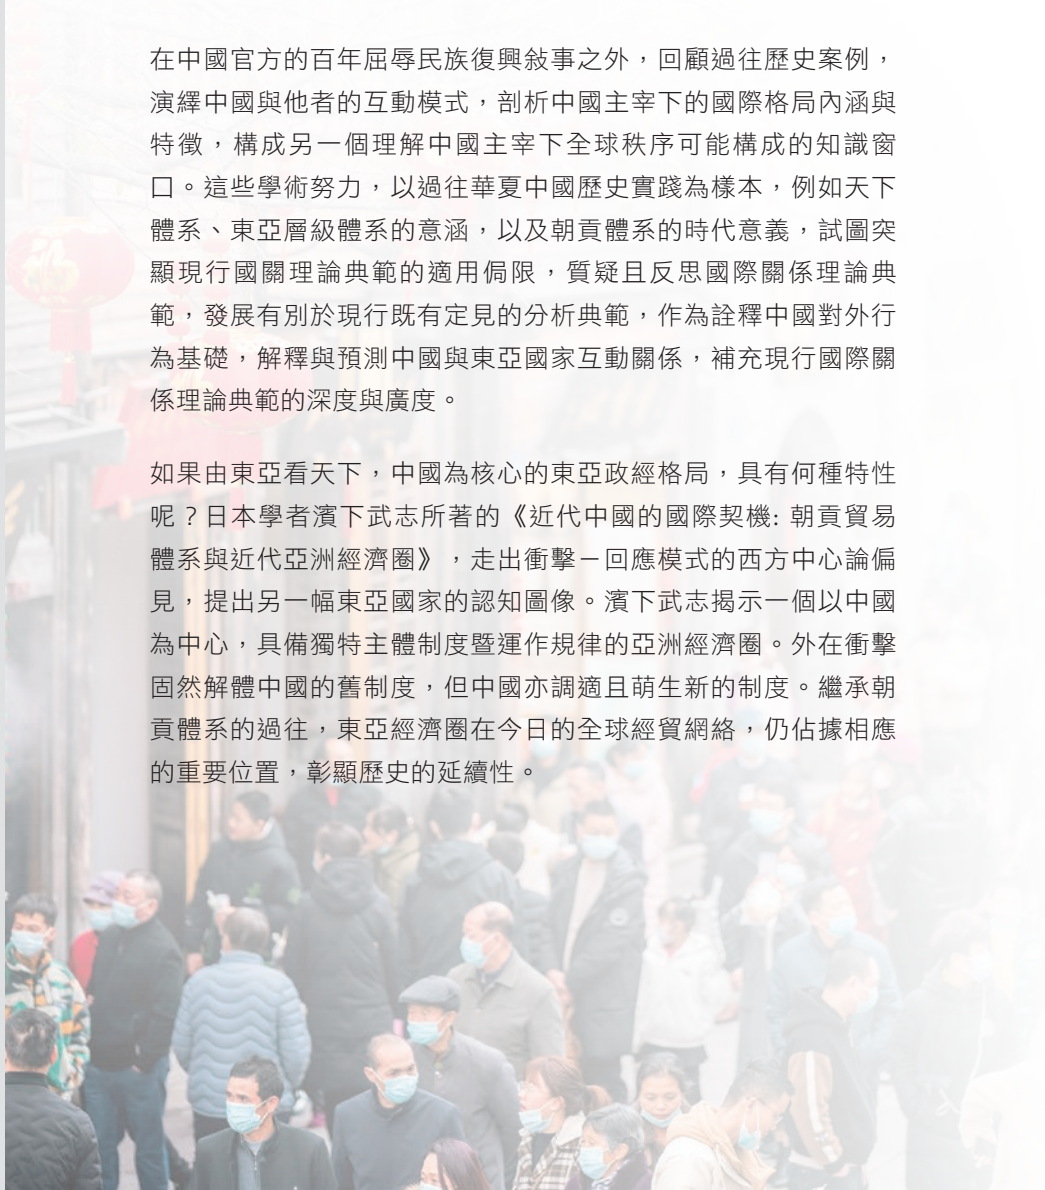 在中國官方的百年屈辱民族復興敍事之外，回顧過往歷史案例，
演繹中國與他者的互動模式，剖析中國主宰下的國際格局內涵與
特徵，構成另一個理解中國主宰下全球秩序可能構成的知識窗
口。這些學術努力，以過往華夏中國歷史實踐為樣本，例如天下
體系、東亞層級體系的意涵，以及朝貢體系的時代意義，試圖突
顯現行國關理論典範的適用侷限，質疑且反思國際關係理論典
範，發展有別於現行既有定見的分析典範，作為詮釋中國對外行
為基礎，解釋與預測中國與東亞國家互動關係，補充現行國際關
係理論典範的深度與廣度。
如果由東亞看天下，中國為核心的東亞政經格局，具有何種特性
呢？日本學者濱下武志所著的《近代中國的國際契機: 朝貢貿易
體系與近代亞洲經濟圈》，走出衝擊－回應模式的西方中心論偏
見，提出另一幅東亞國家的認知圖像。濱下武志揭示一個以中國
為中心，具備獨特主體制度暨運作規律的亞洲經濟圈。外在衝擊
固然解體中國的舊制度，但中國亦調適且萌生新的制度。繼承朝
貢體系的過往，東亞經濟圈在今日的全球經貿網絡，仍佔據相應
的重要位置，彰顯歷史的延續性。